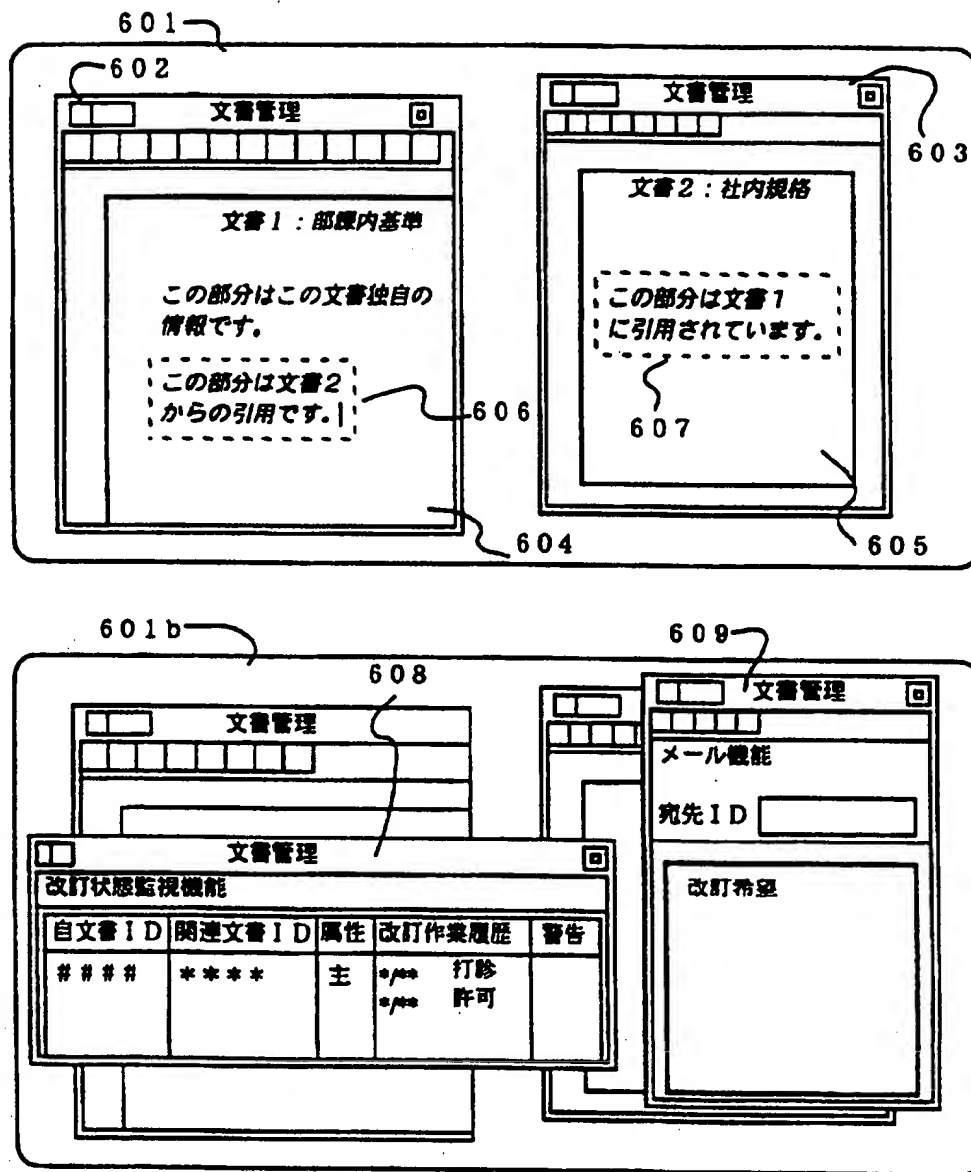 601
602
文書管理
文書1:部課内基準
この部分はこの文書独自の
情報です。
この部分は文書2
からの引用です。
606
604
文書管理
603
文書2:社内規格
この部分は文書1
に引用されています。
607
605
601b
608
609
文書管理
文書管理
改訂状態監視機能
自文書ID 関連文書ID 属性 改訂作業履歴 警告
#### **** 主 */** 打診
*/** 許可
文書管理
メール機能
宛先ID
改訂希望